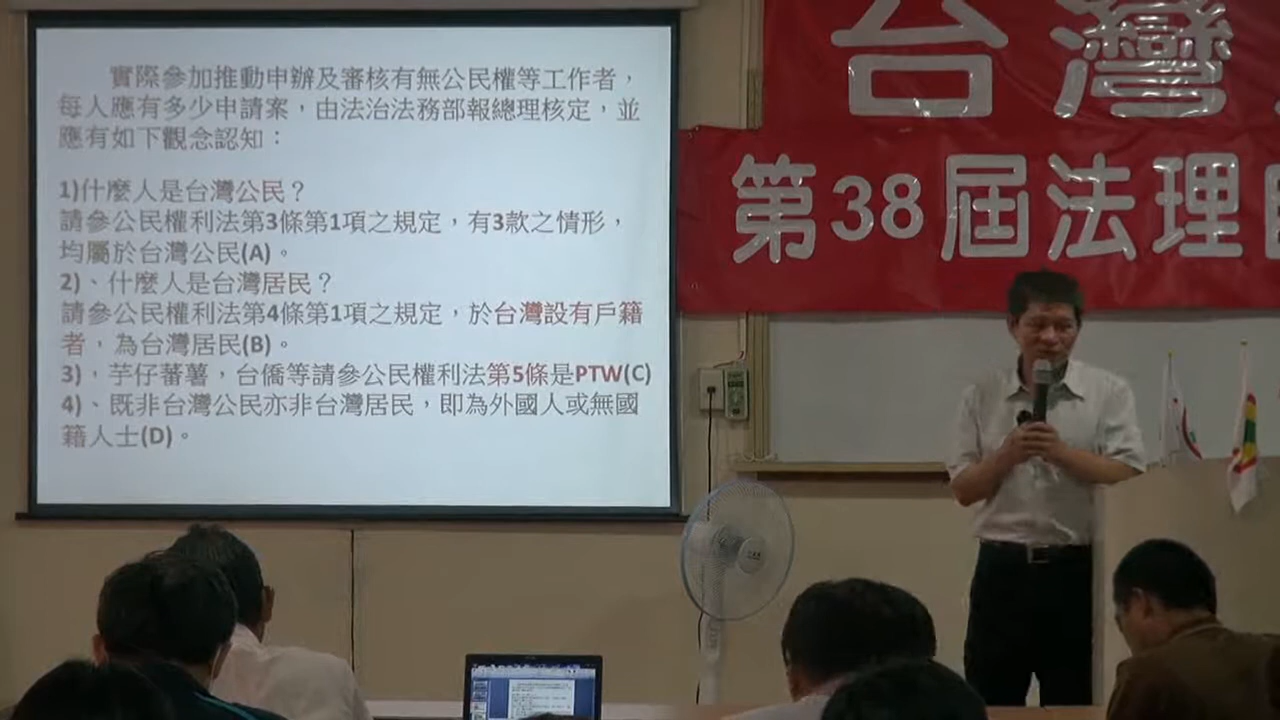 實際參加推動申辦及審核有無公民權等工作者，
每人應有多少申請案，由法治法務部報總理核定，並
應有如下觀念認知：
1)什麼人是台灣公民？
請參公民權利法第3條第1項之規定，有3款之情形，
均屬於台灣公民(A)。
2)、什麼人是台灣居民？
請參公民權利法第4條第1項之規定，於台灣設有戶籍
者，為台灣居民(B)。
3)，芋仔蕃薯，台僑等請參公民權利法第5條是PTW(C)
4)、既非台灣公民亦非台灣居民，即為外國人或無國
籍人士(D)。
台灣
第38屆法理